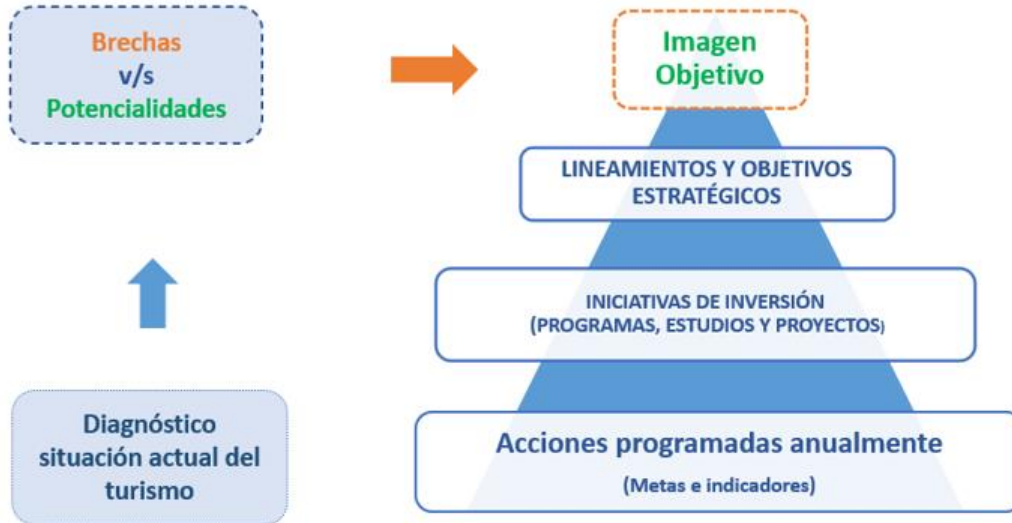 Brechas
v/s
Potencialidades
Imagen
Objetivo
LINEAMIENTOS Y OBJETIVOS
ESTRATÉGICOS
INICIATIVAS DE INVERSIÓN
(PROGRAMAS, ESTUDIOS Y PROYECTOS)
Diagnóstico
situación actual del
turismo
Acciones programadas anualmente
(Metas e indicadores)